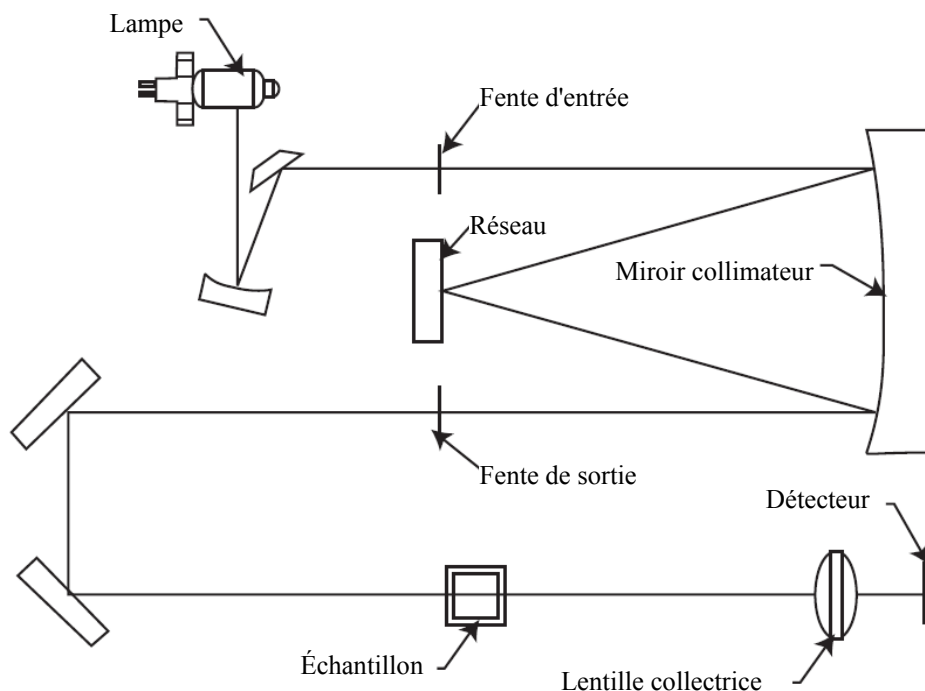 Lampe
Fente d'entrée
Réseau
Miroir collimateur
Fente de sortie
Détecteur
Échantillon
Lentille collectrice